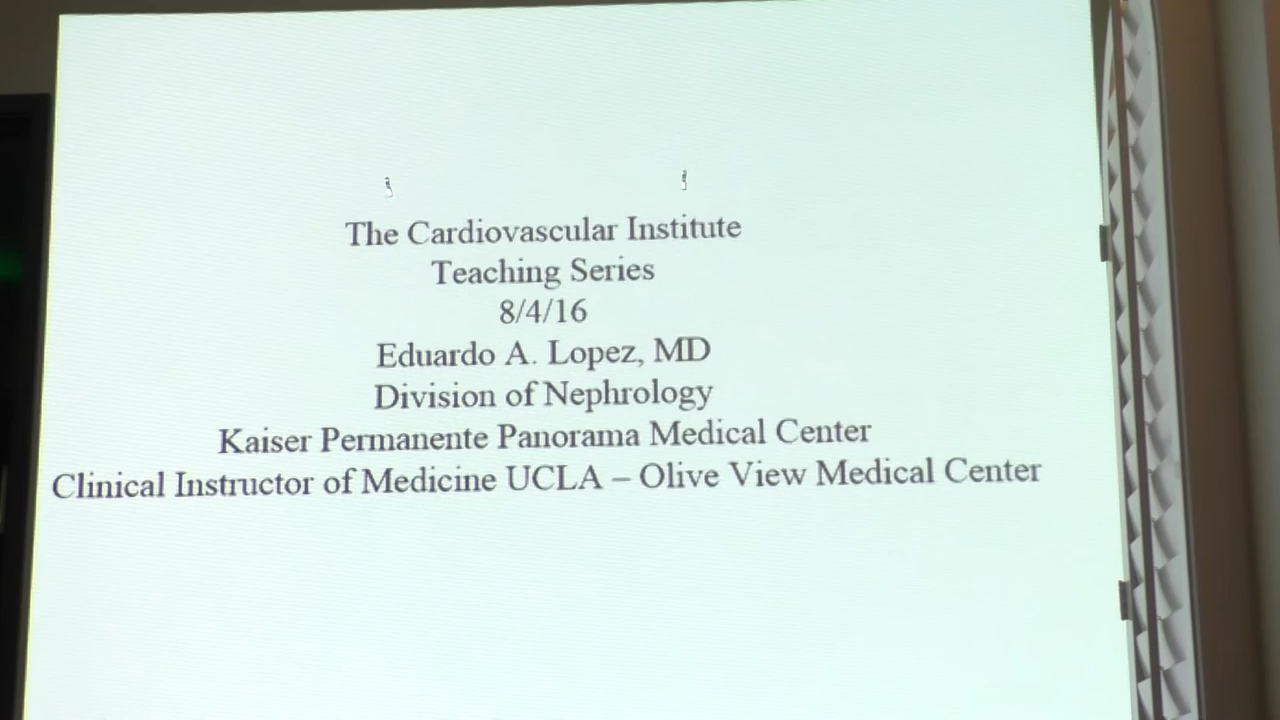 The Cardiovascular Institute
Teaching Series
8/4/16
Eduardo A. Lopez, MD
Division of Nephrology
Kaiser Permanente Panorama Medical Center
Clinical Instructor of Medicine UCLA – Olive View Medical Center